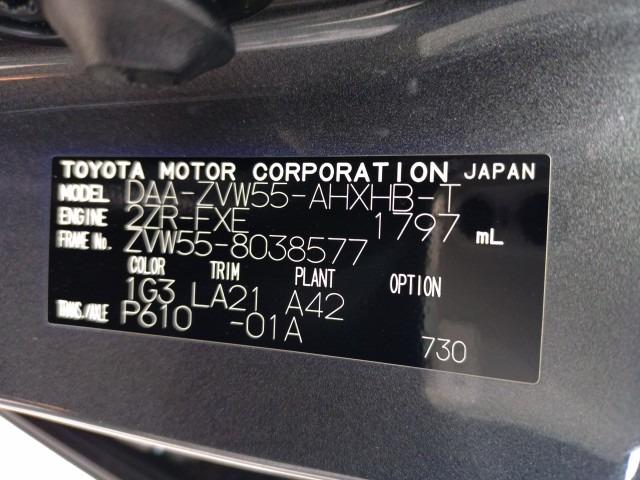 TOYOTA MOTOR CORPORATION JAPAN
MODEL DAA-ZVW55-AHXHB-T
ENGINE 2ZR-FXE 1797 mL
FRAME No. ZVW55-8038577
COLOR TRIM PLANT OPTION
1G3 LA21 A42
TRANS./AXLE P610 -01A
730